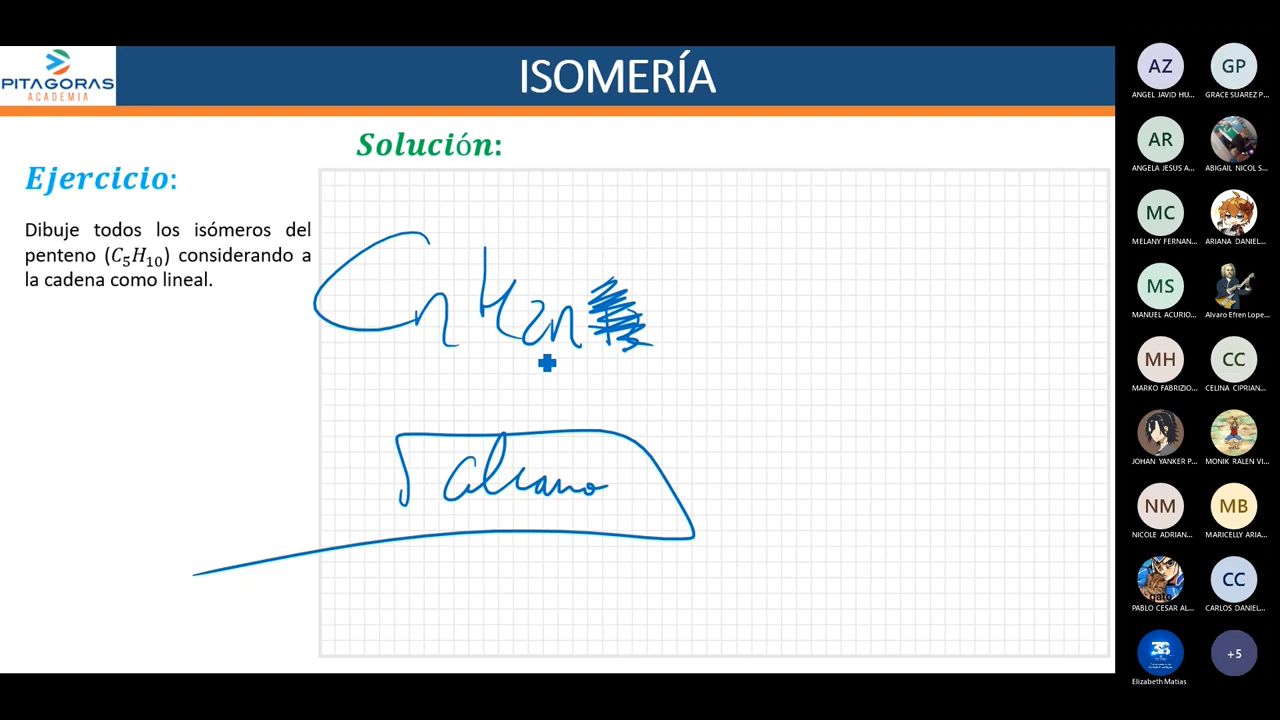 PITAGORAS
ACADEMIA
ISOMERÍA
Solución:
Ejercicio:
Dibuje todos los isómeros del
penteno (C₅H₁₀) considerando a
la cadena como lineal.
CnH2n
alcano
AZ
ANGEL JAVID HU...
GP
GRACE SUAREZ P...
AR
ANGELA JESUS A...
ABIGAIL NICOL S...
MC
MELANY FERNAN...
ARIANA DANIEL...
MS
MANUEL ACURIO...
Alvaro Efren Lope...
MH
MARKO FABRIZIO...
CC
CELINA CIPRIAN...
JOHAN YANKER P...
MONIK RALEN VI...
NM
NICOLE ADRIAN...
MB
MARICELLY ARIA...
gato
PABLO CESAR AL...
CC
CARLOS DANIEL...
Elizabeth Matias
+5